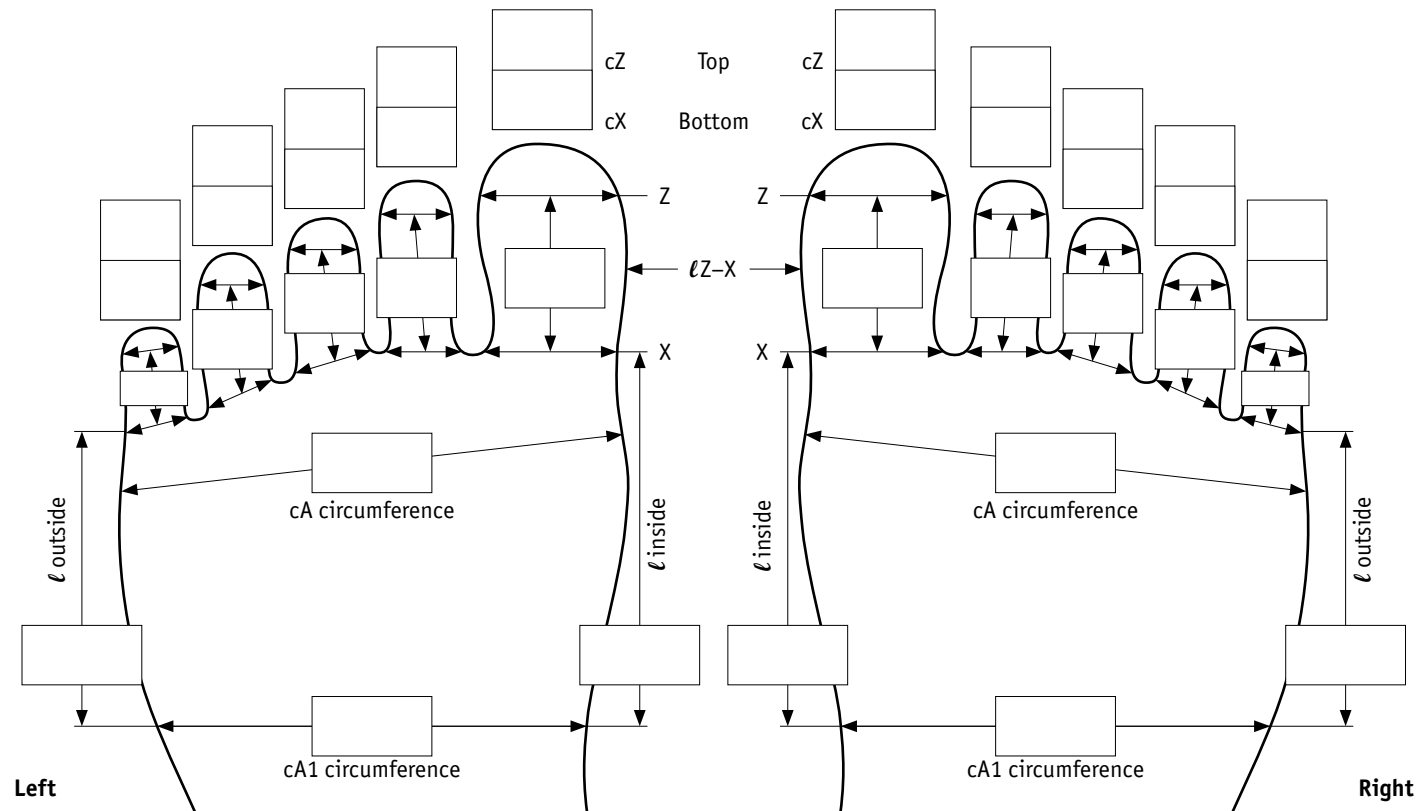 cZ Top cZ
cX Bottom cX
Z Z
ℓZ–X
X X
cA circumference cA circumference
ℓ outside ℓ inside ℓ inside ℓ outside
cA1 circumference cA1 circumference
Left Right